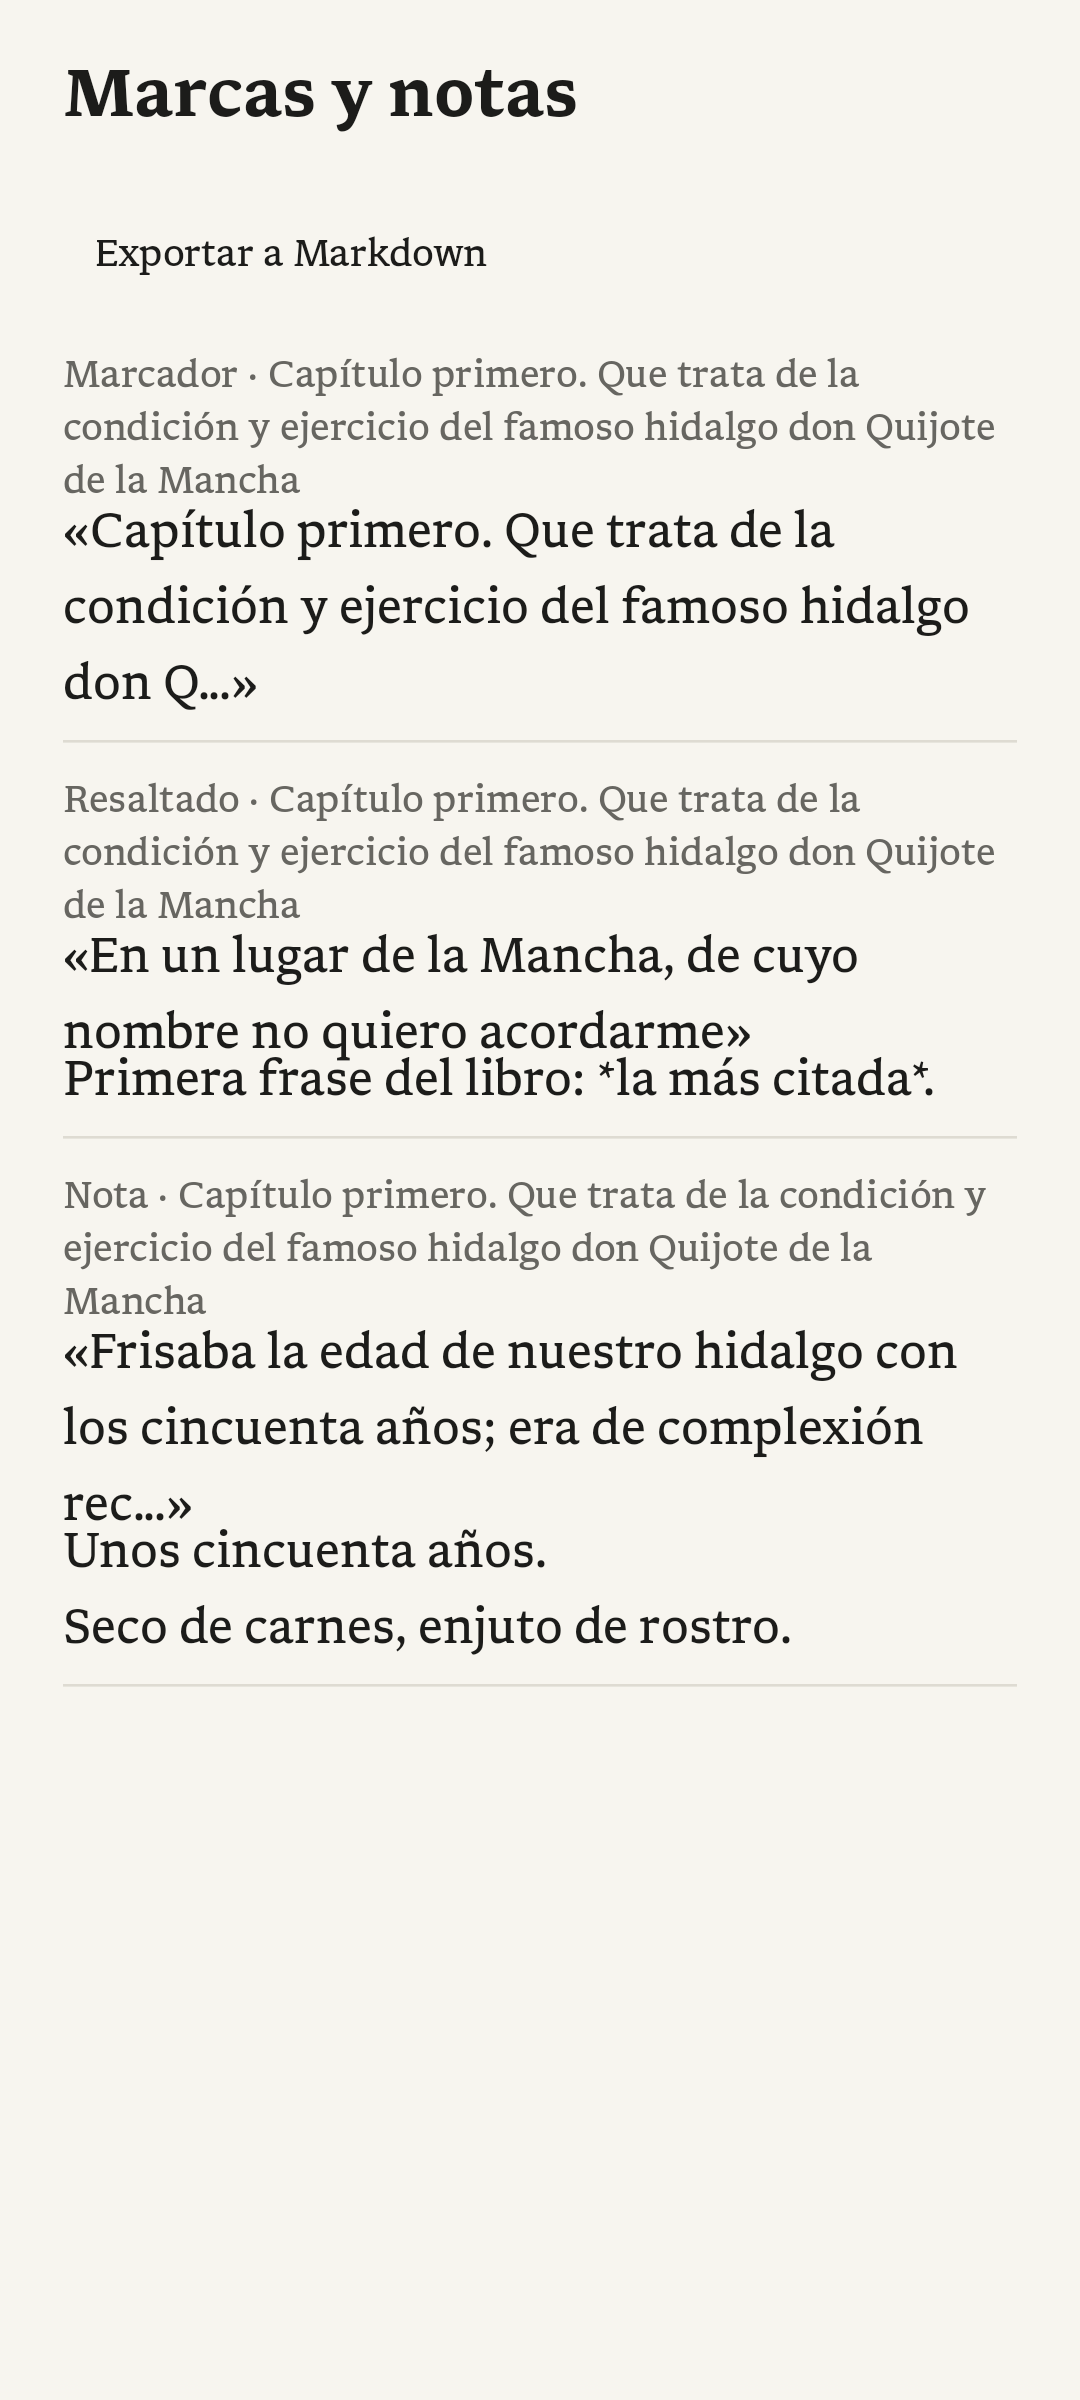 Marcas y notas
Exportar a Markdown
Marcador · Capítulo primero. Que trata de la
condición y ejercicio del famoso hidalgo don Quijote
de la Mancha
«Capítulo primero. Que trata de la
condición y ejercicio del famoso hidalgo
don Q...»
Resaltado · Capítulo primero. Que trata de la
condición y ejercicio del famoso hidalgo don Quijote
de la Mancha
«En un lugar de la Mancha, de cuyo
nombre no quiero acordarme»
Primera frase del libro: *la más citada*.
Nota · Capítulo primero. Que trata de la condición y
ejercicio del famoso hidalgo don Quijote de la
Mancha
«Frisaba la edad de nuestro hidalgo con
los cincuenta años; era de complexión
rec...»
Unos cincuenta años.
Seco de carnes, enjuto de rostro.